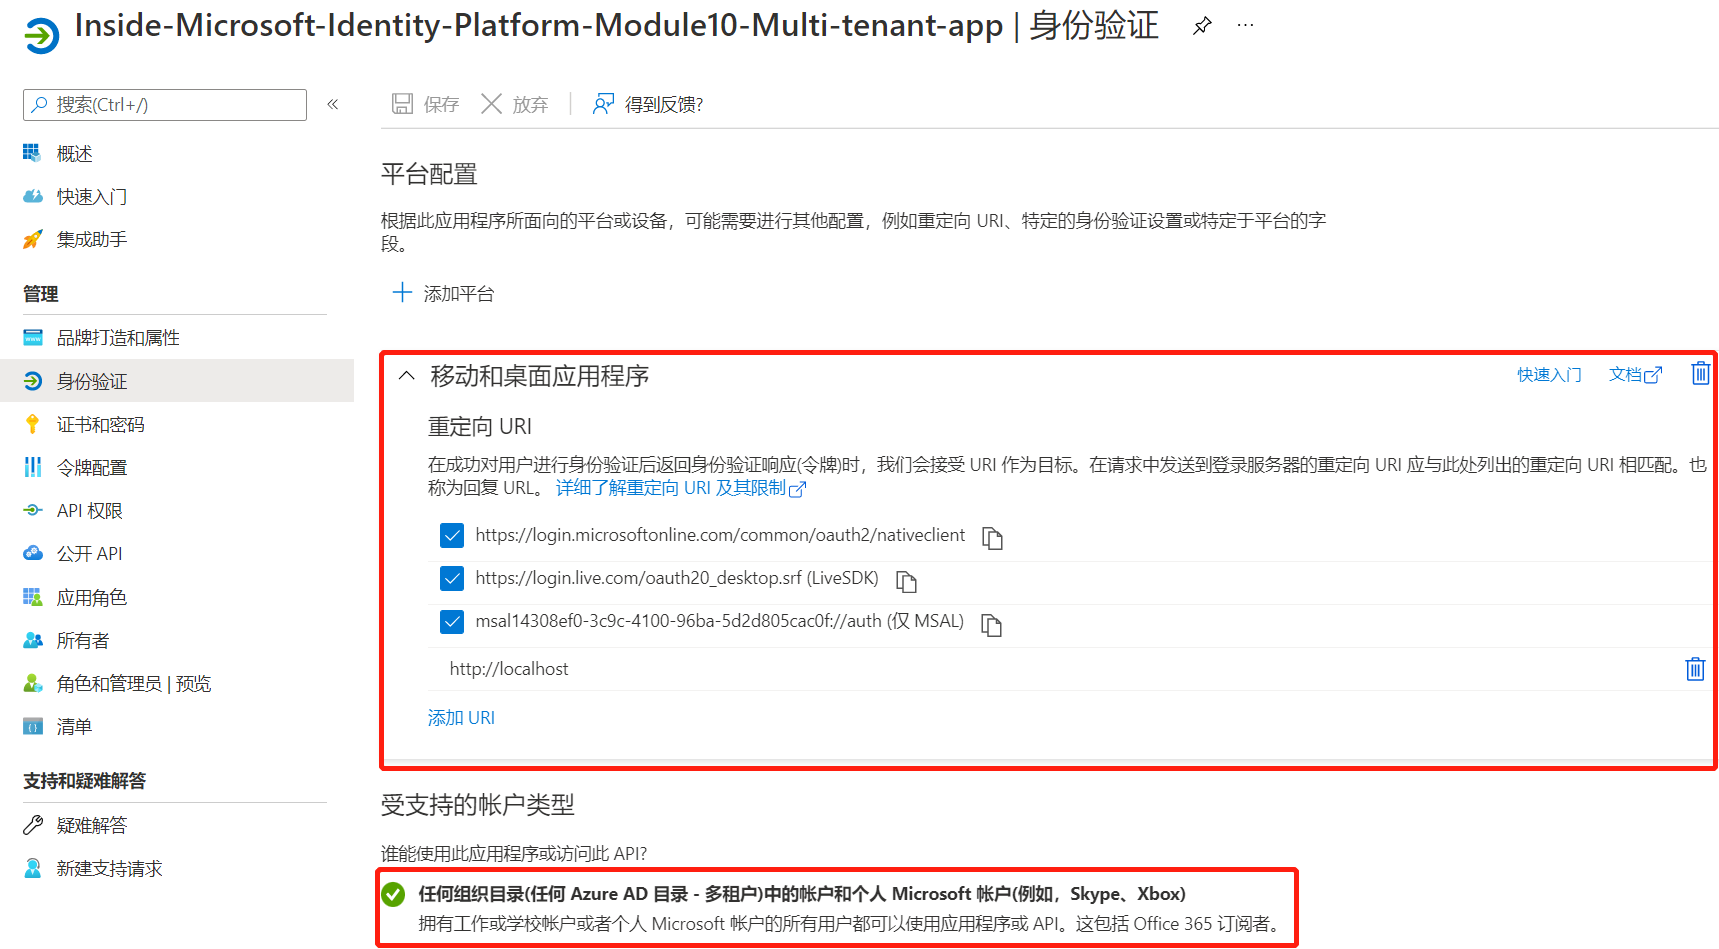 Inside-Microsoft-Identity-Platform-Module10-Multi-tenant-app | 身份验证
搜索(Ctrl+/)
概述
快速入门
集成助手
管理
品牌打造和属性
身份验证
证书和密码
令牌配置
API 权限
公开 API
应用角色
所有者
角色和管理员 | 预览
清单
支持和疑难解答
疑难解答
新建支持请求
保存 放弃 得到反馈?
平台配置
根据此应用程序所面向的平台或设备，可能需要进行其他配置，例如重定向 URI、特定的身份验证设置或特定于平台的字
段。
添加平台
移动和桌面应用程序
快速入门 文档
重定向 URI
在成功对用户进行身份验证后返回身份验证响应(令牌)时，我们会接受 URI 作为目标。在请求中发送到登录服务器的重定向 URI 应与此处列出的重定向 URI 相匹配。也
称为回复 URL。 详细了解重定向 URI 及其限制
https://login.microsoftonline.com/common/oauth2/nativeclient
https://login.live.com/oauth20_desktop.srf (LiveSDK)
msal14308ef0-3c9c-4100-96ba-5d2d805cac0f://auth (仅 MSAL)
http://localhost
添加 URI
受支持的帐户类型
谁能使用此应用程序或访问此 API?
任何组织目录(任何 Azure AD 目录 - 多租户)中的帐户和个人 Microsoft 帐户(例如，Skype、Xbox)
拥有工作或学校帐户或者个人 Microsoft 帐户的所有用户都可以使用应用程序或 API。这包括 Office 365 订阅者。